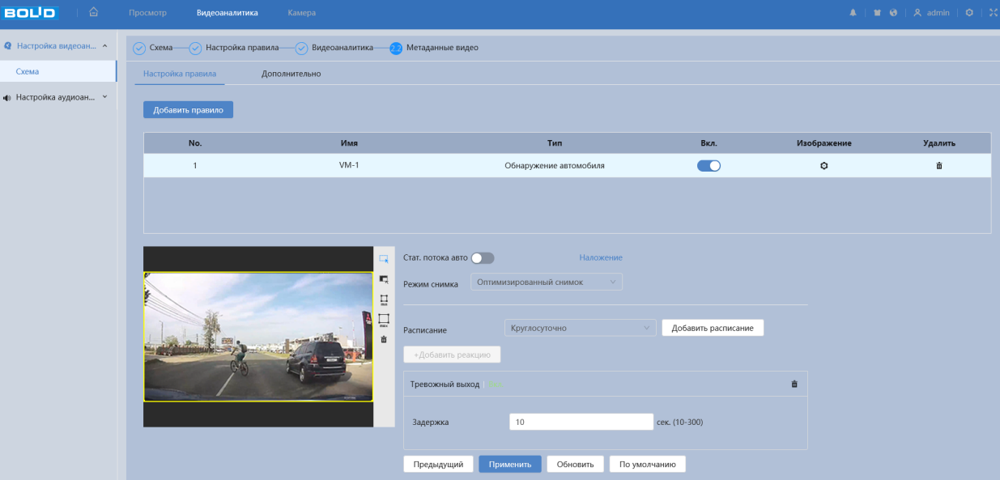 BOLID Просмотр Видеоаналитика Камера admin
Настройка видеоан...
Схема
Настройка аудиоан...
Схема Настройка правила Видеоаналитика 2.2 Метаданные видео
Настройка правила Дополнительно
Добавить правило
No. Имя Тип Вкл. Изображение Удалить
1 VM-1 Обнаружение автомобиля
Стат. потока авто Наложение
Режим снимка Оптимизированный снимок
Расписание Круглосуточно Добавить расписание
+Добавить реакцию
Тревожный выход
Задержка 10 сек. (10-300)
Предыдущий Применить Обновить По умолчанию